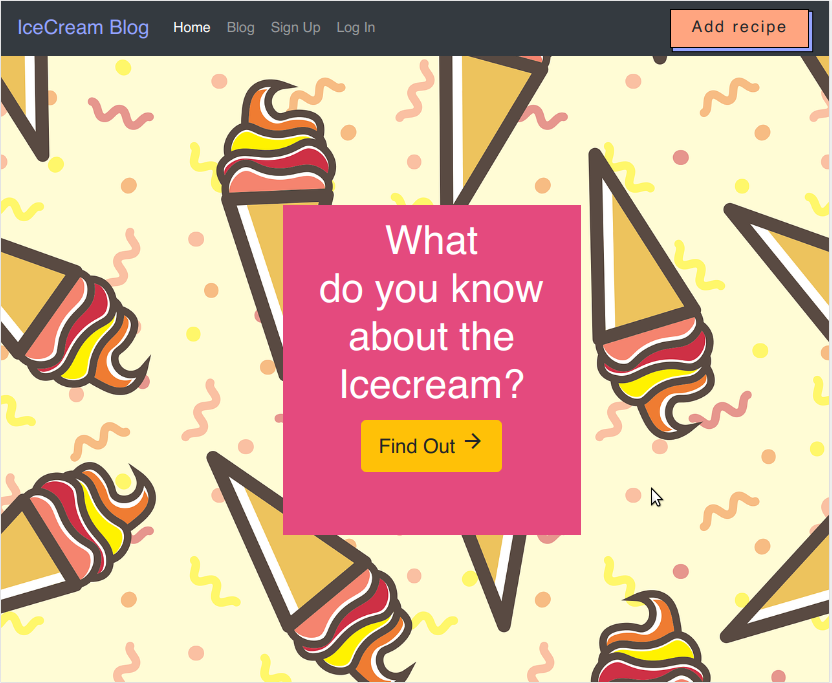 IceCream Blog Home Blog Sign Up Log In Add recipe
What
do you know
about the
Icecream?
Find Out →